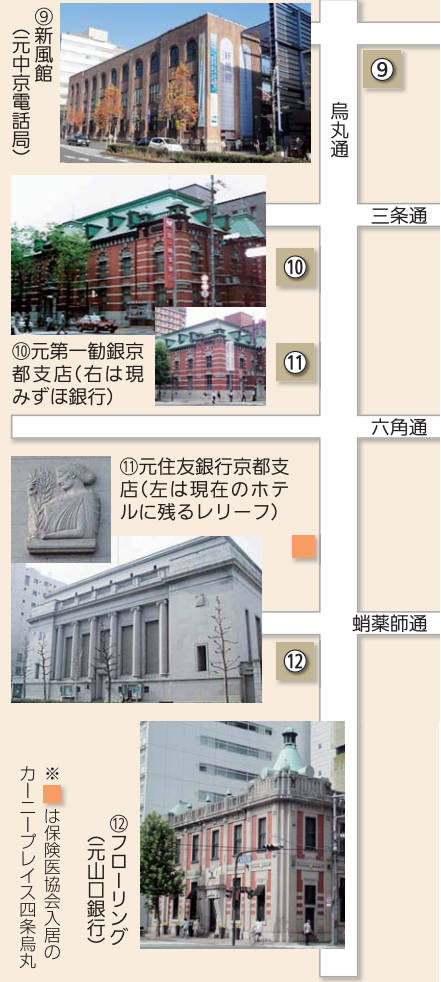 ⑨新風館
（元中京電話局）
⑨
烏丸通
三条通
⑩
⑪
⑩元第一勧銀京
都支店（右は現
みずほ銀行）
六角通
⑪元住友銀行京都支
店（左は現在のホテ
ルに残るレリーフ）
蛸薬師通
⑫
⑫フローリング
（元山口銀行）
※■は保険医協会入居の
カーニープレイス四条烏丸